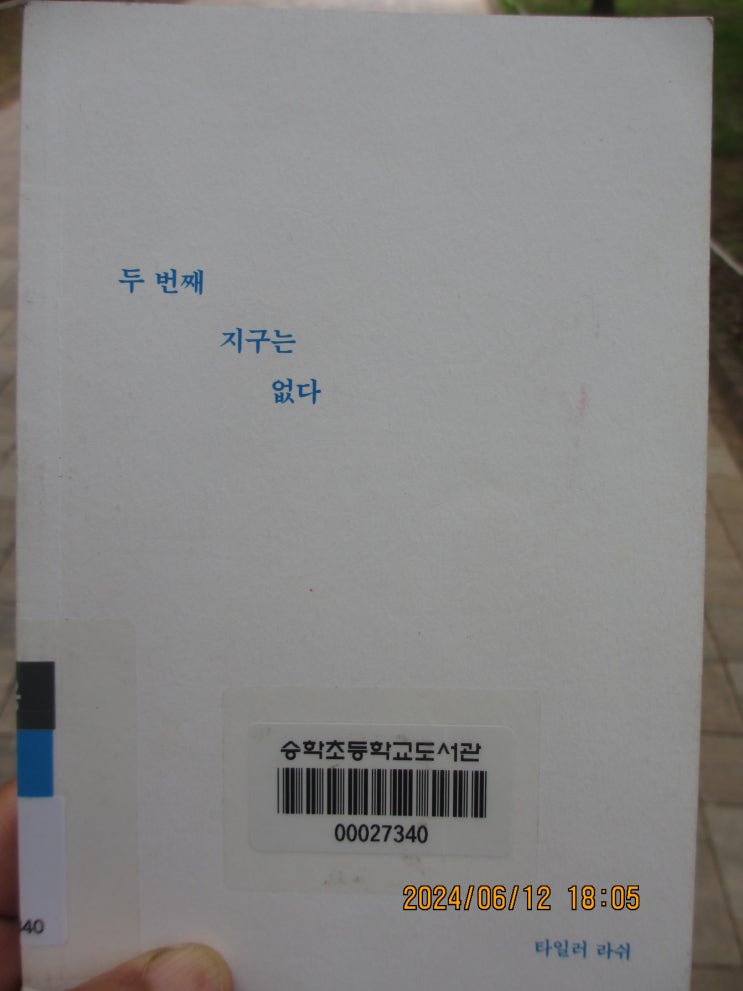 두 번째
지구는
없다
승학초등학교도서관
00027340
2024/06/12 18:05
40
타일러 라쉬